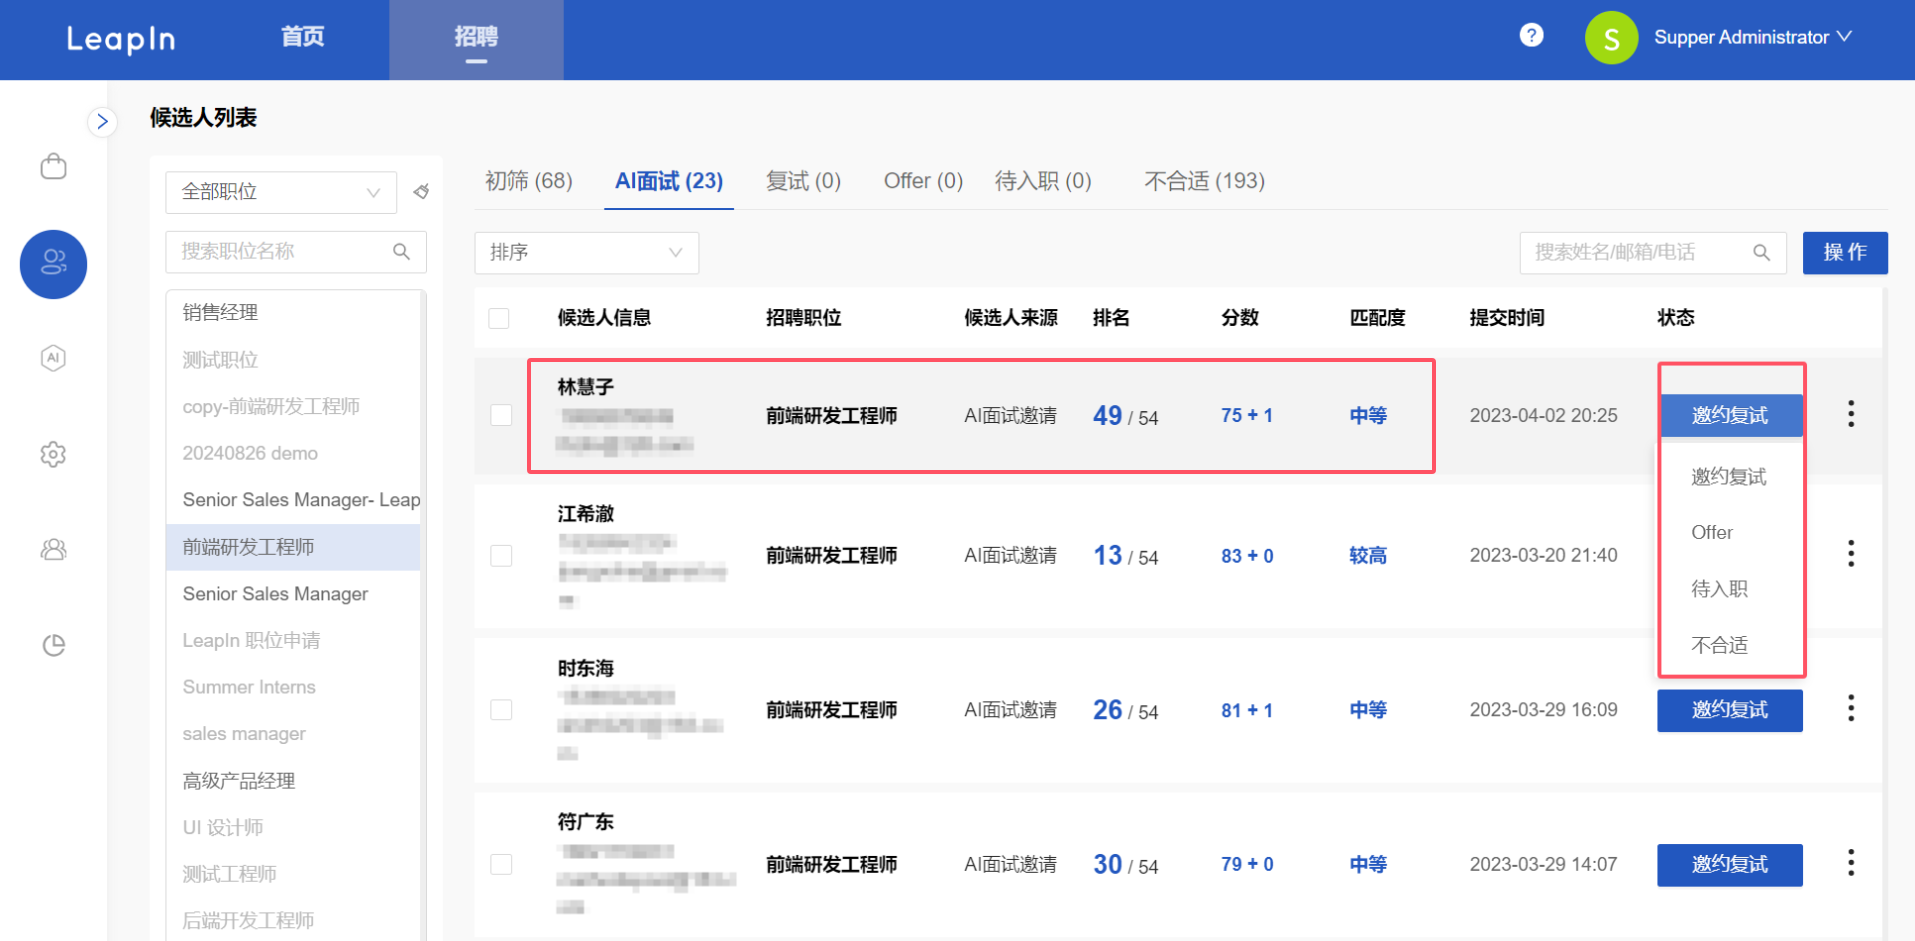 LeapIn
首页
招聘
?
S
Supper Administrator
候选人列表
全部职位
搜索职位名称
销售经理
测试职位
copy-前端研发工程师
20240826 demo
Senior Sales Manager- Leap
前端研发工程师
Senior Sales Manager
LeapIn 职位申请
Summer Interns
sales manager
高级产品经理
UI 设计师
测试工程师
后端开发工程师
AI
初筛 (68)
AI面试 (23)
复试 (0)
Offer (0)
待入职 (0)
不合适 (193)
排序
搜索姓名/邮箱/电话
操 作
候选人信息 招聘职位 候选人来源 排名 分数 匹配度 提交时间 状态
林慧子
前端研发工程师 AI面试邀请 49 / 54 75 + 1 中等 2023-04-02 20:25 邀约复试
邀约复试
Offer
待入职
不合适
江希澈
前端研发工程师 AI面试邀请 13 / 54 83 + 0 较高 2023-03-20 21:40
时东海
前端研发工程师 AI面试邀请 26 / 54 81 + 1 中等 2023-03-29 16:09 邀约复试
符广东
前端研发工程师 AI面试邀请 30 / 54 79 + 0 中等 2023-03-29 14:07 邀约复试